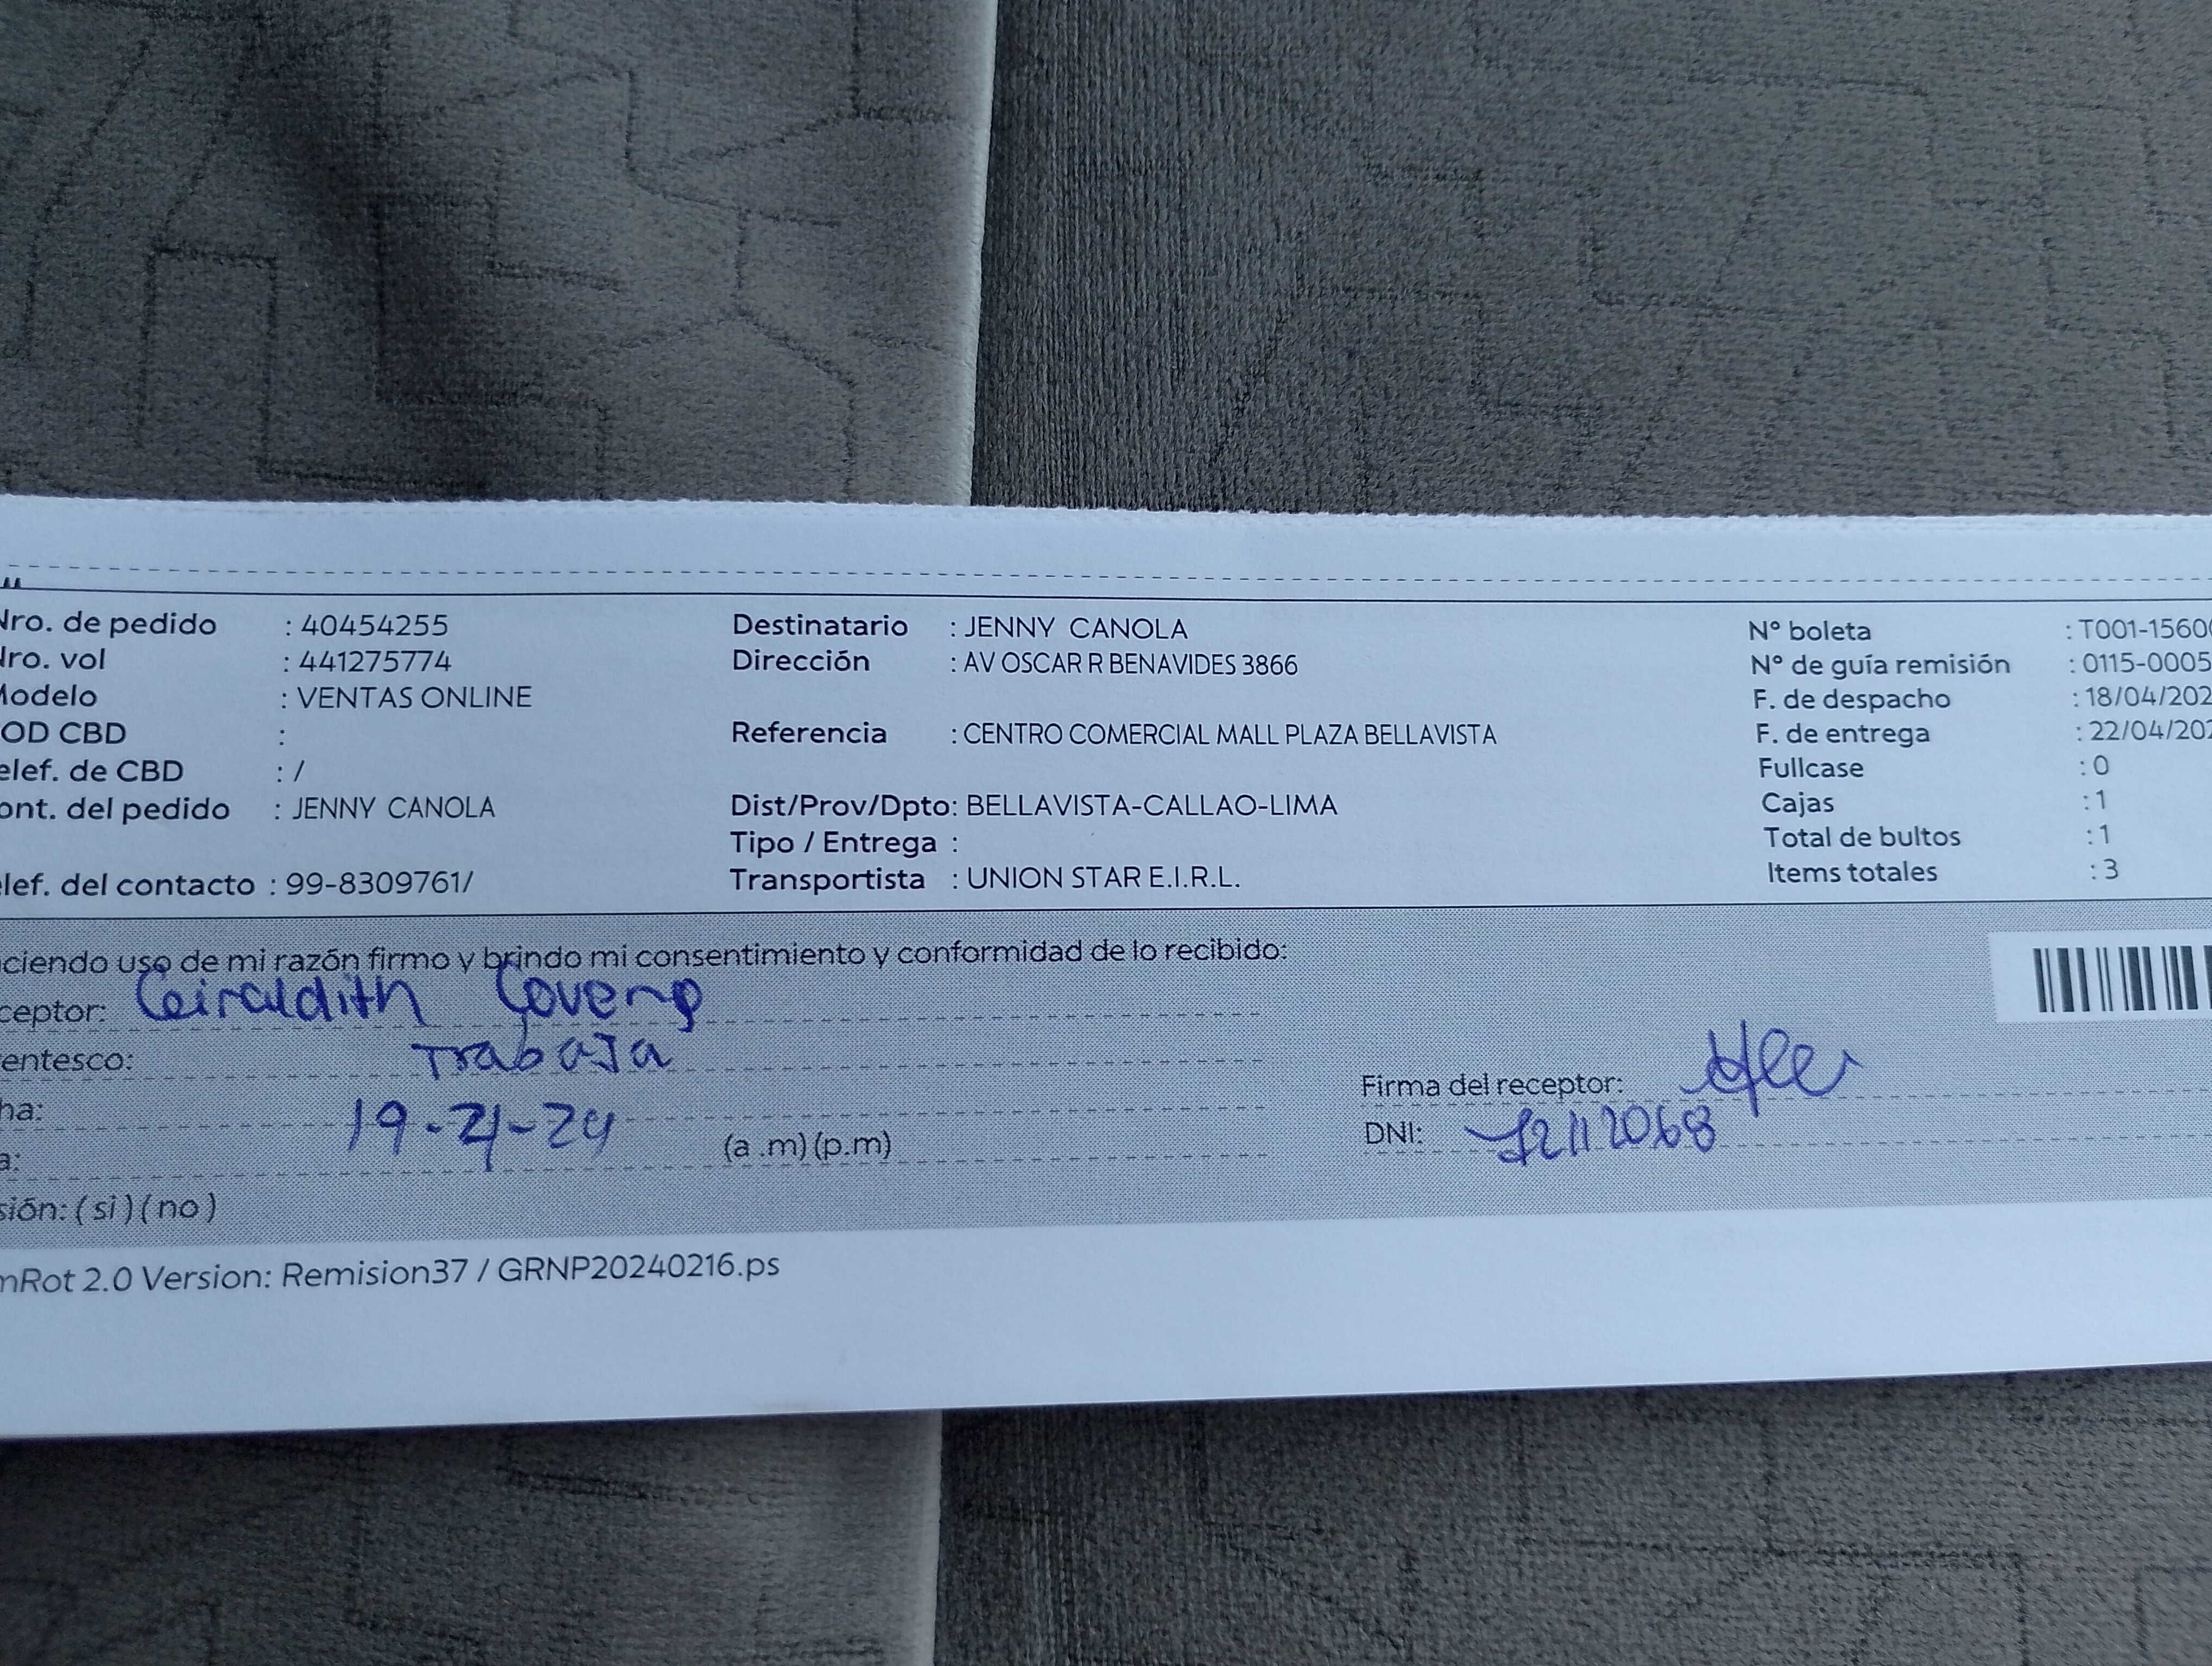 Nro. de pedido : 40454255 Destinatario : JENNY CANOLA Nº boleta : T001-1560
Nro. vol : 441275774 Dirección : AV OSCAR R BENAVIDES 3866 Nº de guía remisión : 0115-0005
Modelo : VENTAS ONLINE F. de despacho : 18/04/202
OD CBD : Referencia : CENTRO COMERCIAL MALL PLAZA BELLAVISTA F. de entrega : 22/04/202
elef. de CBD : / Fullcase : 0
ont. del pedido : JENNY CANOLA Dist/Prov/Dpto: BELLAVISTA-CALLAO-LIMA Cajas : 1
Tipo / Entrega : Total de bultos : 1
elef. del contacto : 99-8309761/ Transportista : UNION STAR E.I.R.L. Items totales : 3
ciendo uso de mi razón firmo y brindo mi consentimiento y conformidad de lo recibido:
ceptor: Geiraldith
entesco: Trabaja
Firma del receptor:
ha: 19-
-24
DNI: 72112068
a: (a .m) (p.m)
sión: ( si ) ( no )
mRot 2.0 Version: Remision37 / GRNP20240216.ps